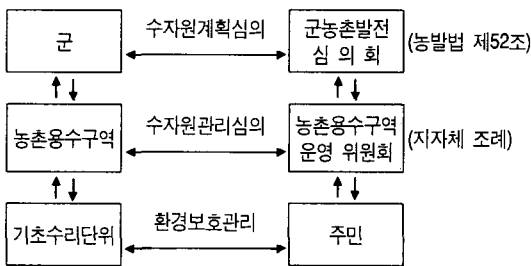 군
수자원계획심의
군농촌발전
심 의 회
(농발법 제52조)
농촌용수구역
수자원관리심의
농촌용수구역
운영 위원회
(지자체 조례)
기초수리단위
환경보호관리
주민